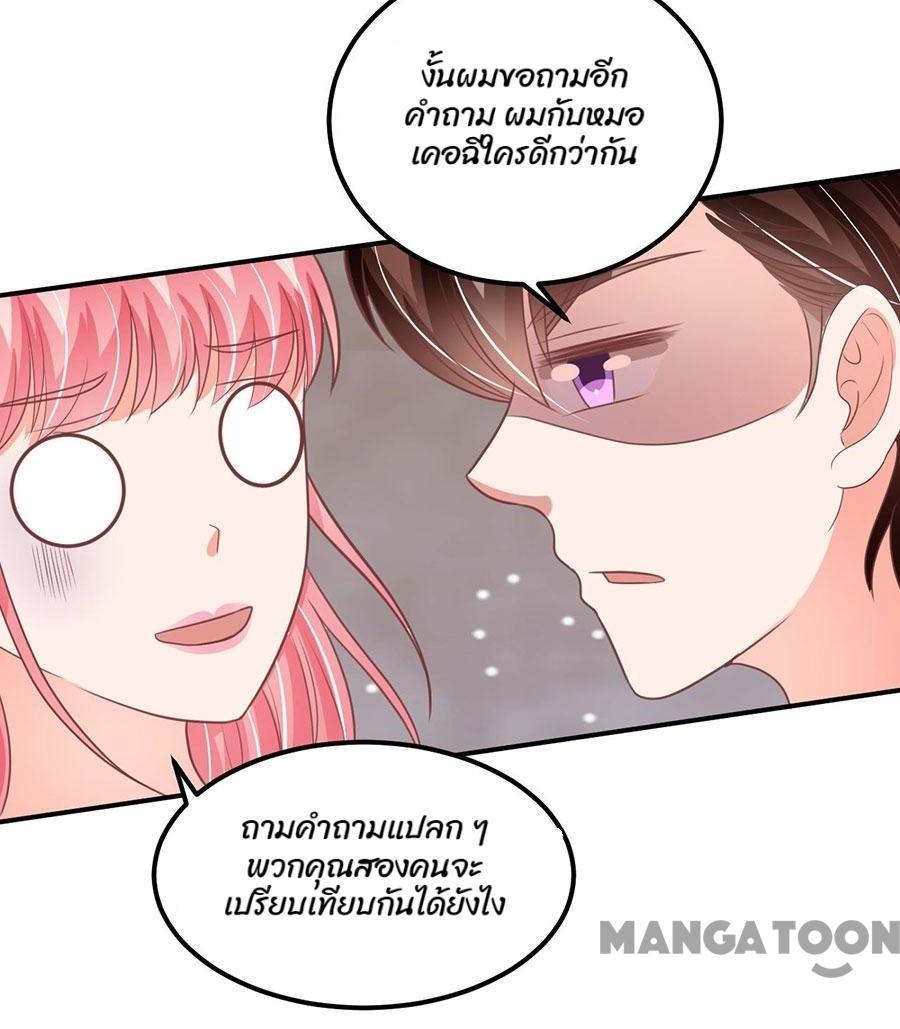 งั้นผมขอถามอีก
คำถาม ผมกับหมอ
เคอฉีใครดีกว่ากัน
ถามคำถามแปลก ๆ
พวกคุณสองคนจะ
เปรียบเทียบกันได้ยังไง
MANGATOON